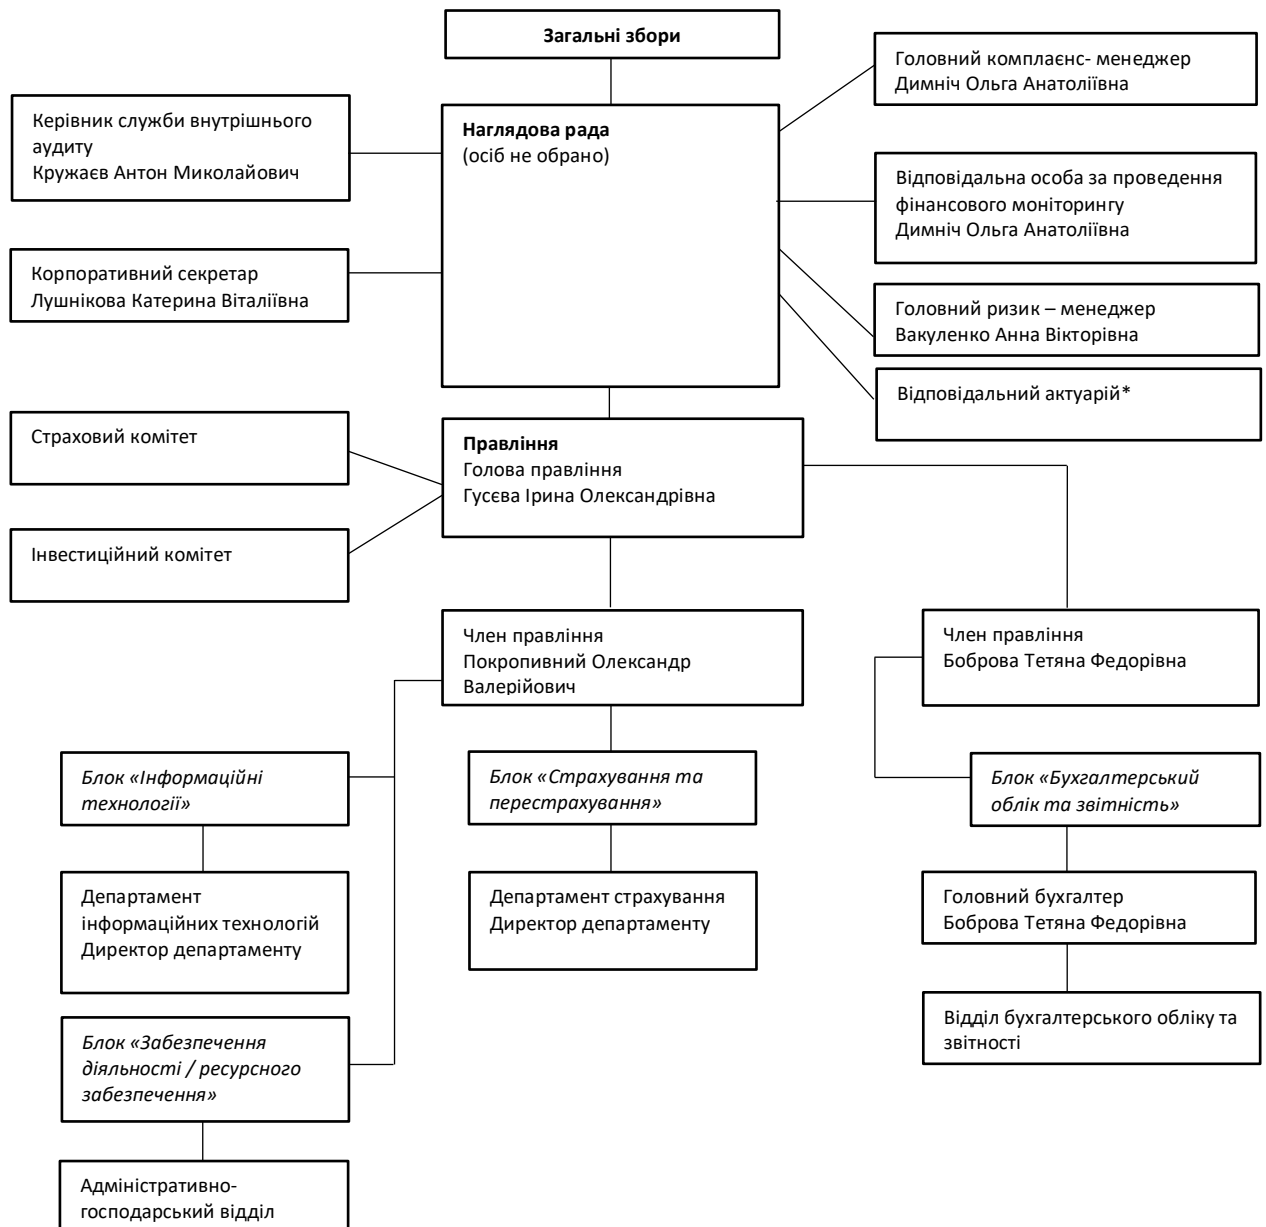 Загальні збори
Головний комплаєнс- менеджер
Димніч Ольга Анатоліївна
Керівник служби внутрішнього
аудиту
Кружаєв Антон Миколайович
Наглядова рада
(осіб не обрано)
Відповідальна особа за проведення
фінансового моніторингу
Димніч Ольга Анатоліївна
Корпоративний секретар
Лушнікова Катерина Віталіївна
Головний ризик – менеджер
Вакуленко Анна Вікторівна
Відповідальний актуарій*
Страховий комітет
Правління
Голова правління
Гусєва Ірина Олександрівна
Інвестиційний комітет
Член правління
Покропивний Олександр
Валерійович
Член правління
Боброва Тетяна Федорівна
Блок «Інформаційні
технології»
Блок «Страхування та
перестрахування»
Блок «Бухгалтерський
облік та звітність»
Департамент
інформаційних технологій
Директор департаменту
Департамент страхування
Директор департаменту
Головний бухгалтер
Боброва Тетяна Федорівна
Відділ бухгалтерського обліку та
звітності
Блок «Забезпечення
діяльності / ресурсного
забезпечення»
Адміністративно-
господарський відділ